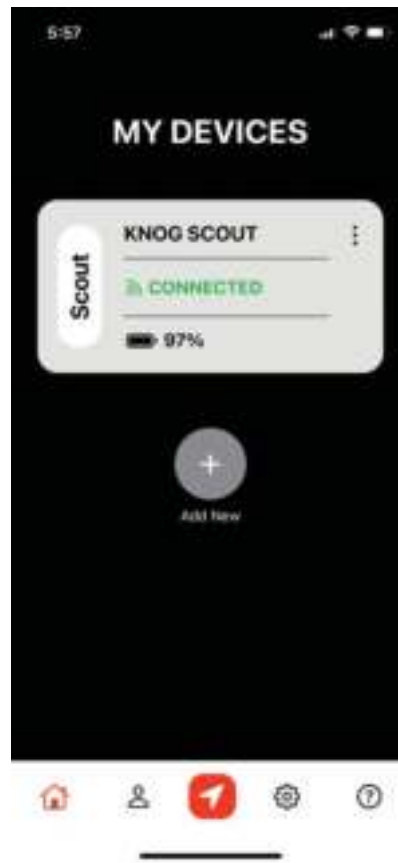 5:57
MY DEVICES
Scout
KNOG SCOUT
CONNECTED
97%
+
Add New
?